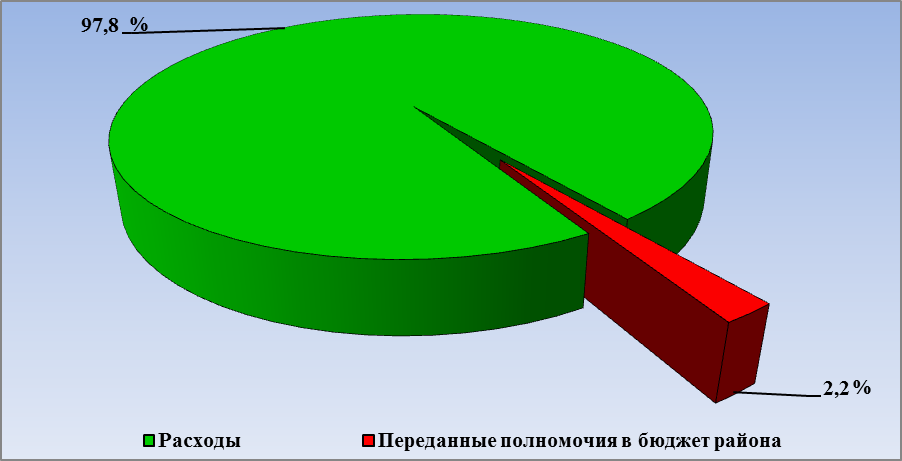 97,8 %
2,2%
Расходы
Переданные полномочия в бюджет района